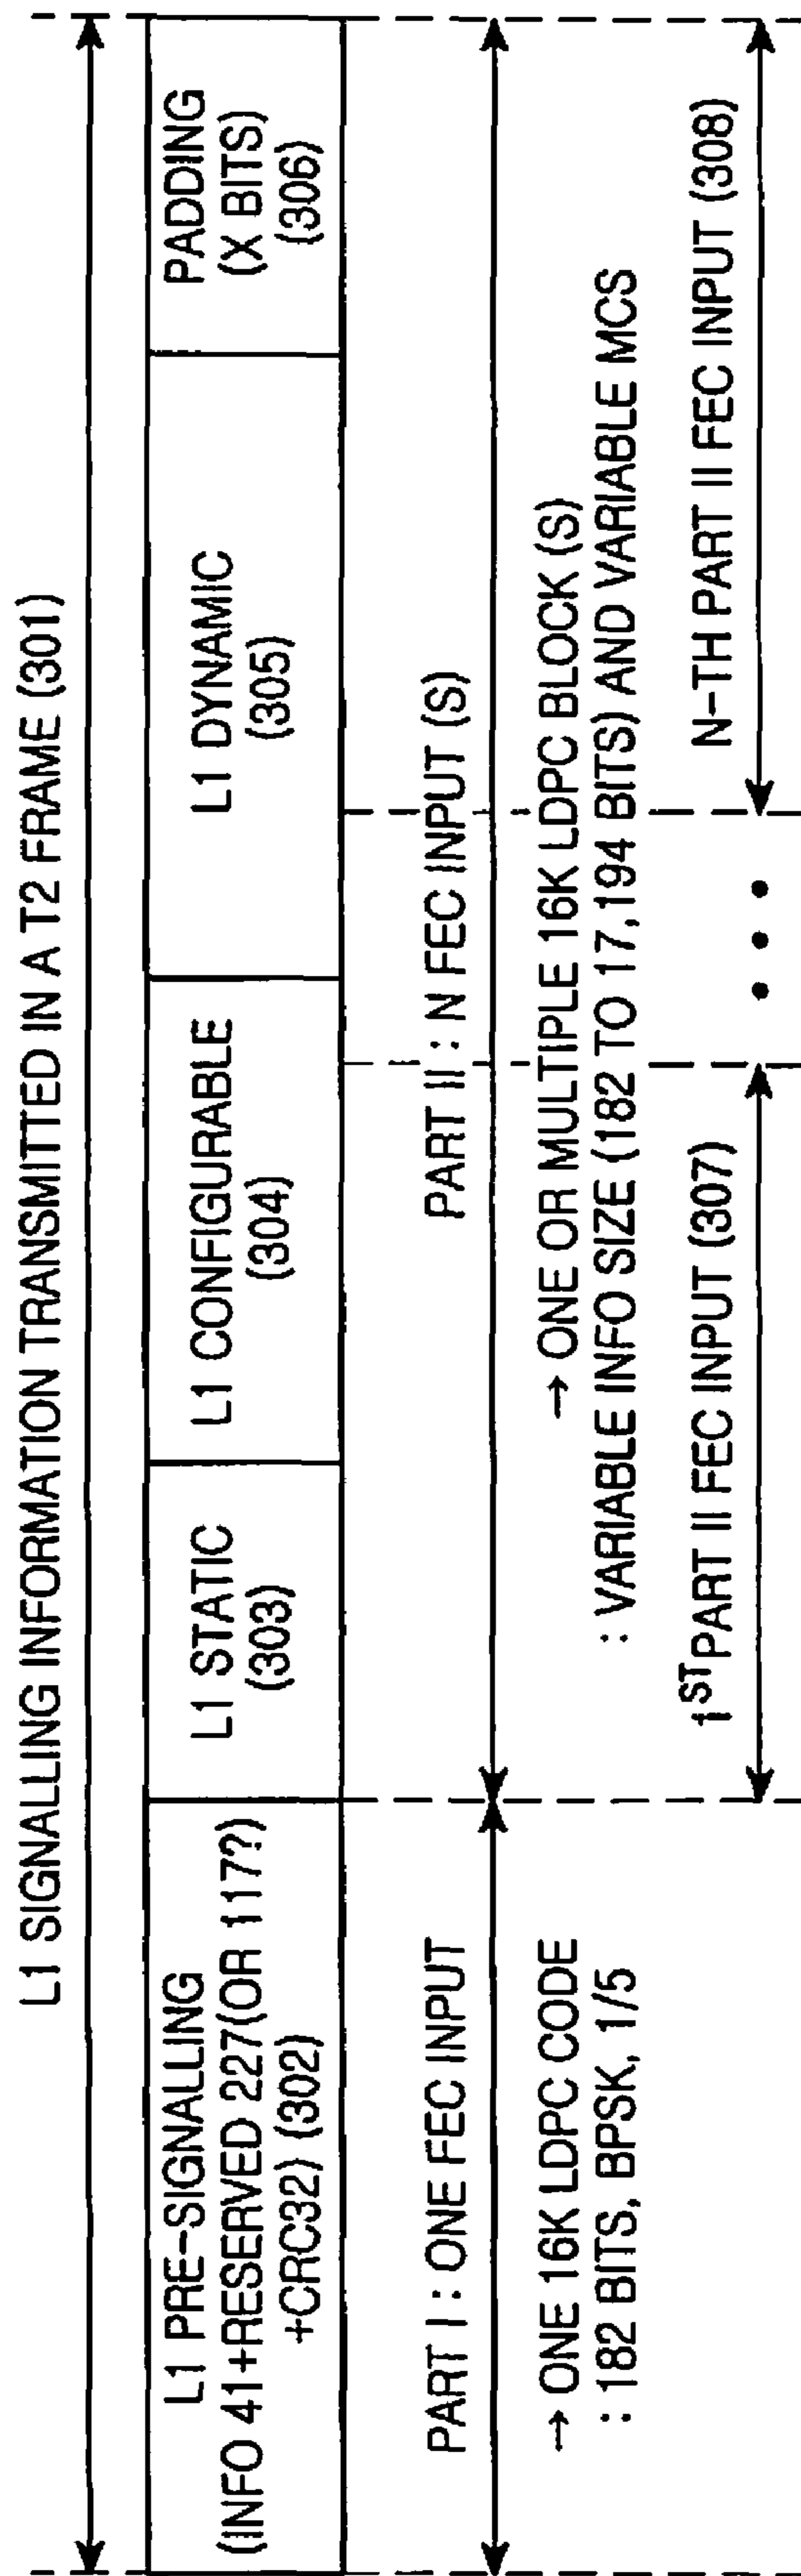 L1 SIGNALLING INFORMATION TRANSMITTED IN A T2 FRAME (301)
L1 PRE-SIGNALLING
(INFO 41+RESERVED 227(OR 117?)
+CRC32) (302)
L1 STATIC
(303)
L1 CONFIGURABLE
(304)
L1 DYNAMIC
(305)
PADDING
(X BITS)
(306)
PART I : ONE FEC INPUT
→ ONE 16K LDPC CODE
: 182 BITS, BPSK, 1/5
PART II : N FEC INPUT (S)
→ ONE OR MULTIPLE 16K LDPC BLOCK (S)
: VARIABLE INFO SIZE (182 TO 17,194 BITS) AND VARIABLE MCS
1ST PART II FEC INPUT (307)
• • •
N-TH PART II FEC INPUT (308)